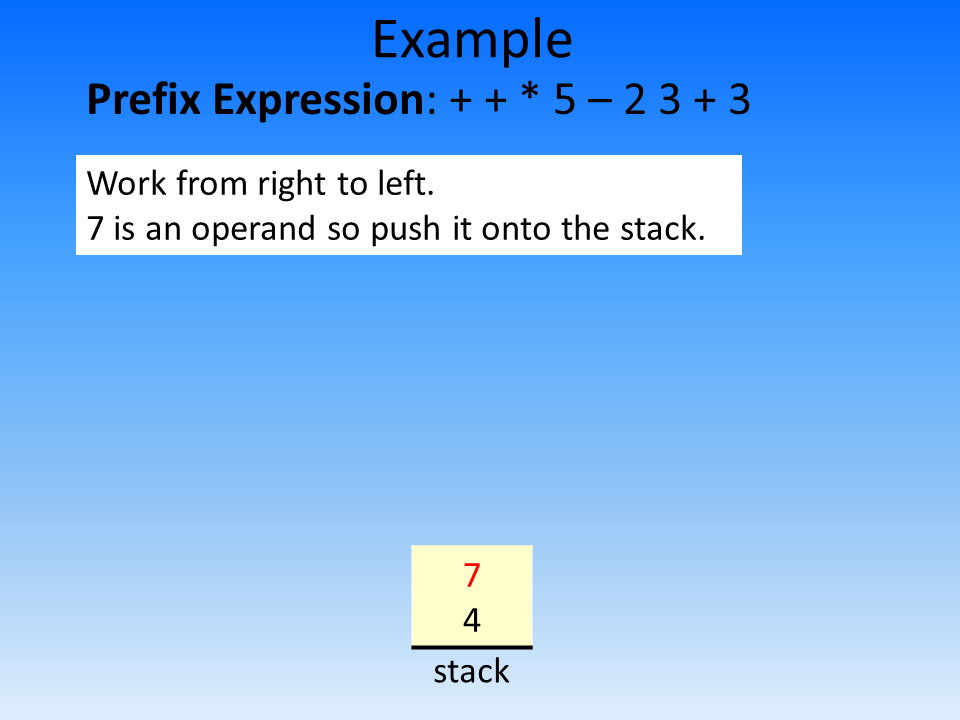 Example
Prefix Expression: + + * 5 – 2 3 + 3
Work from right to left.
7 is an operand so push it onto the stack.
7
4
stack